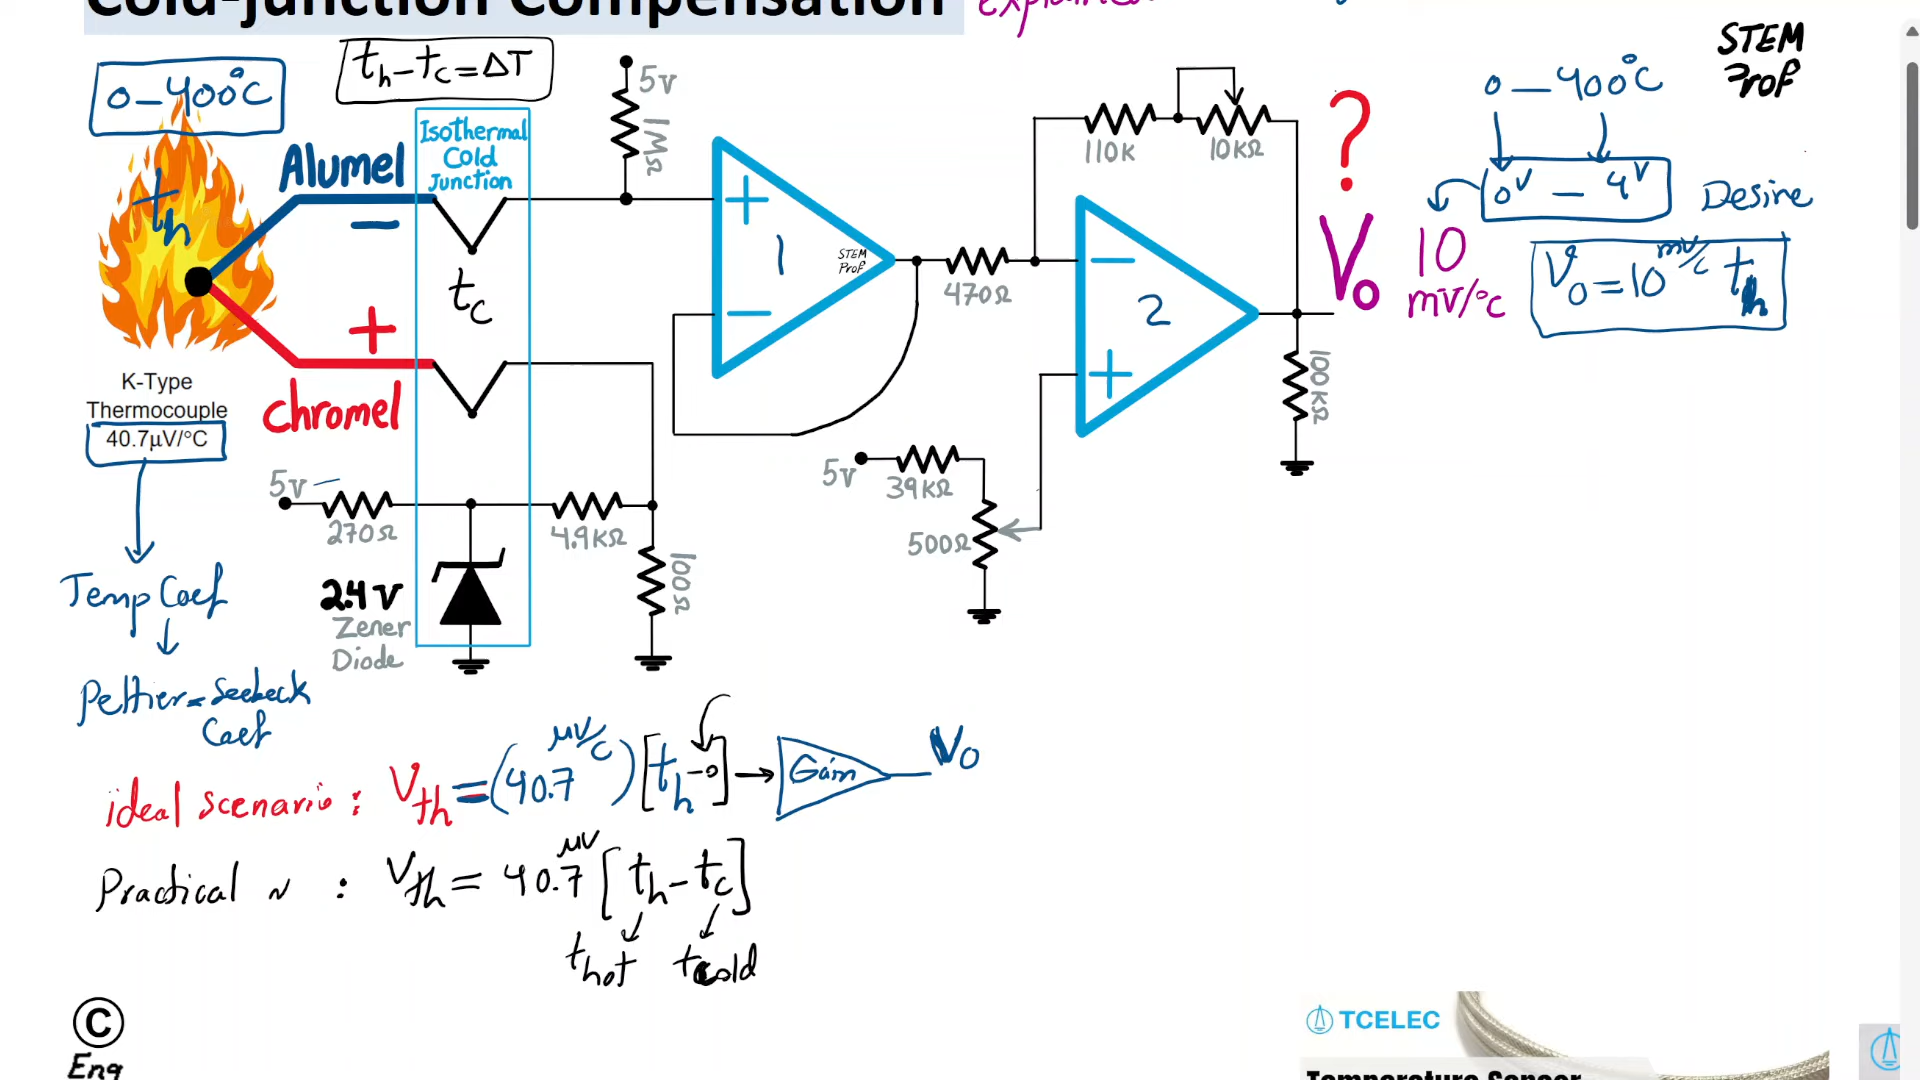 Cold-Junction Compensation explained
STEM
Prof
0-400°C
th-tc=ΔT
Isothermal
Cold
Junction
Alumel
−
th
tc
+
Chromel
K-Type
Thermocouple
40.7µV/°C
Temp Coef
Peltier=Seebeck
Coef
5v
1MΩ
+
1
−
STEM
Prof
470Ω
110K
10KΩ
−
2
+
?
Vo
10
mV/°C
0-400°C
0V - 4V
Desire
Vo=10 mV/C th
100KΩ
5v
39KΩ
500Ω
5v
270Ω
4.9KΩ
100Ω
2.4V
Zener
Diode
ideal scenario: Vth=(40.7 µV/C)[th-0] → Gain Vo
Practical ~ : Vth= 40.7 µV [th-tc]
thot tcold
©
Eng
TCELEC
Temperature Sensor